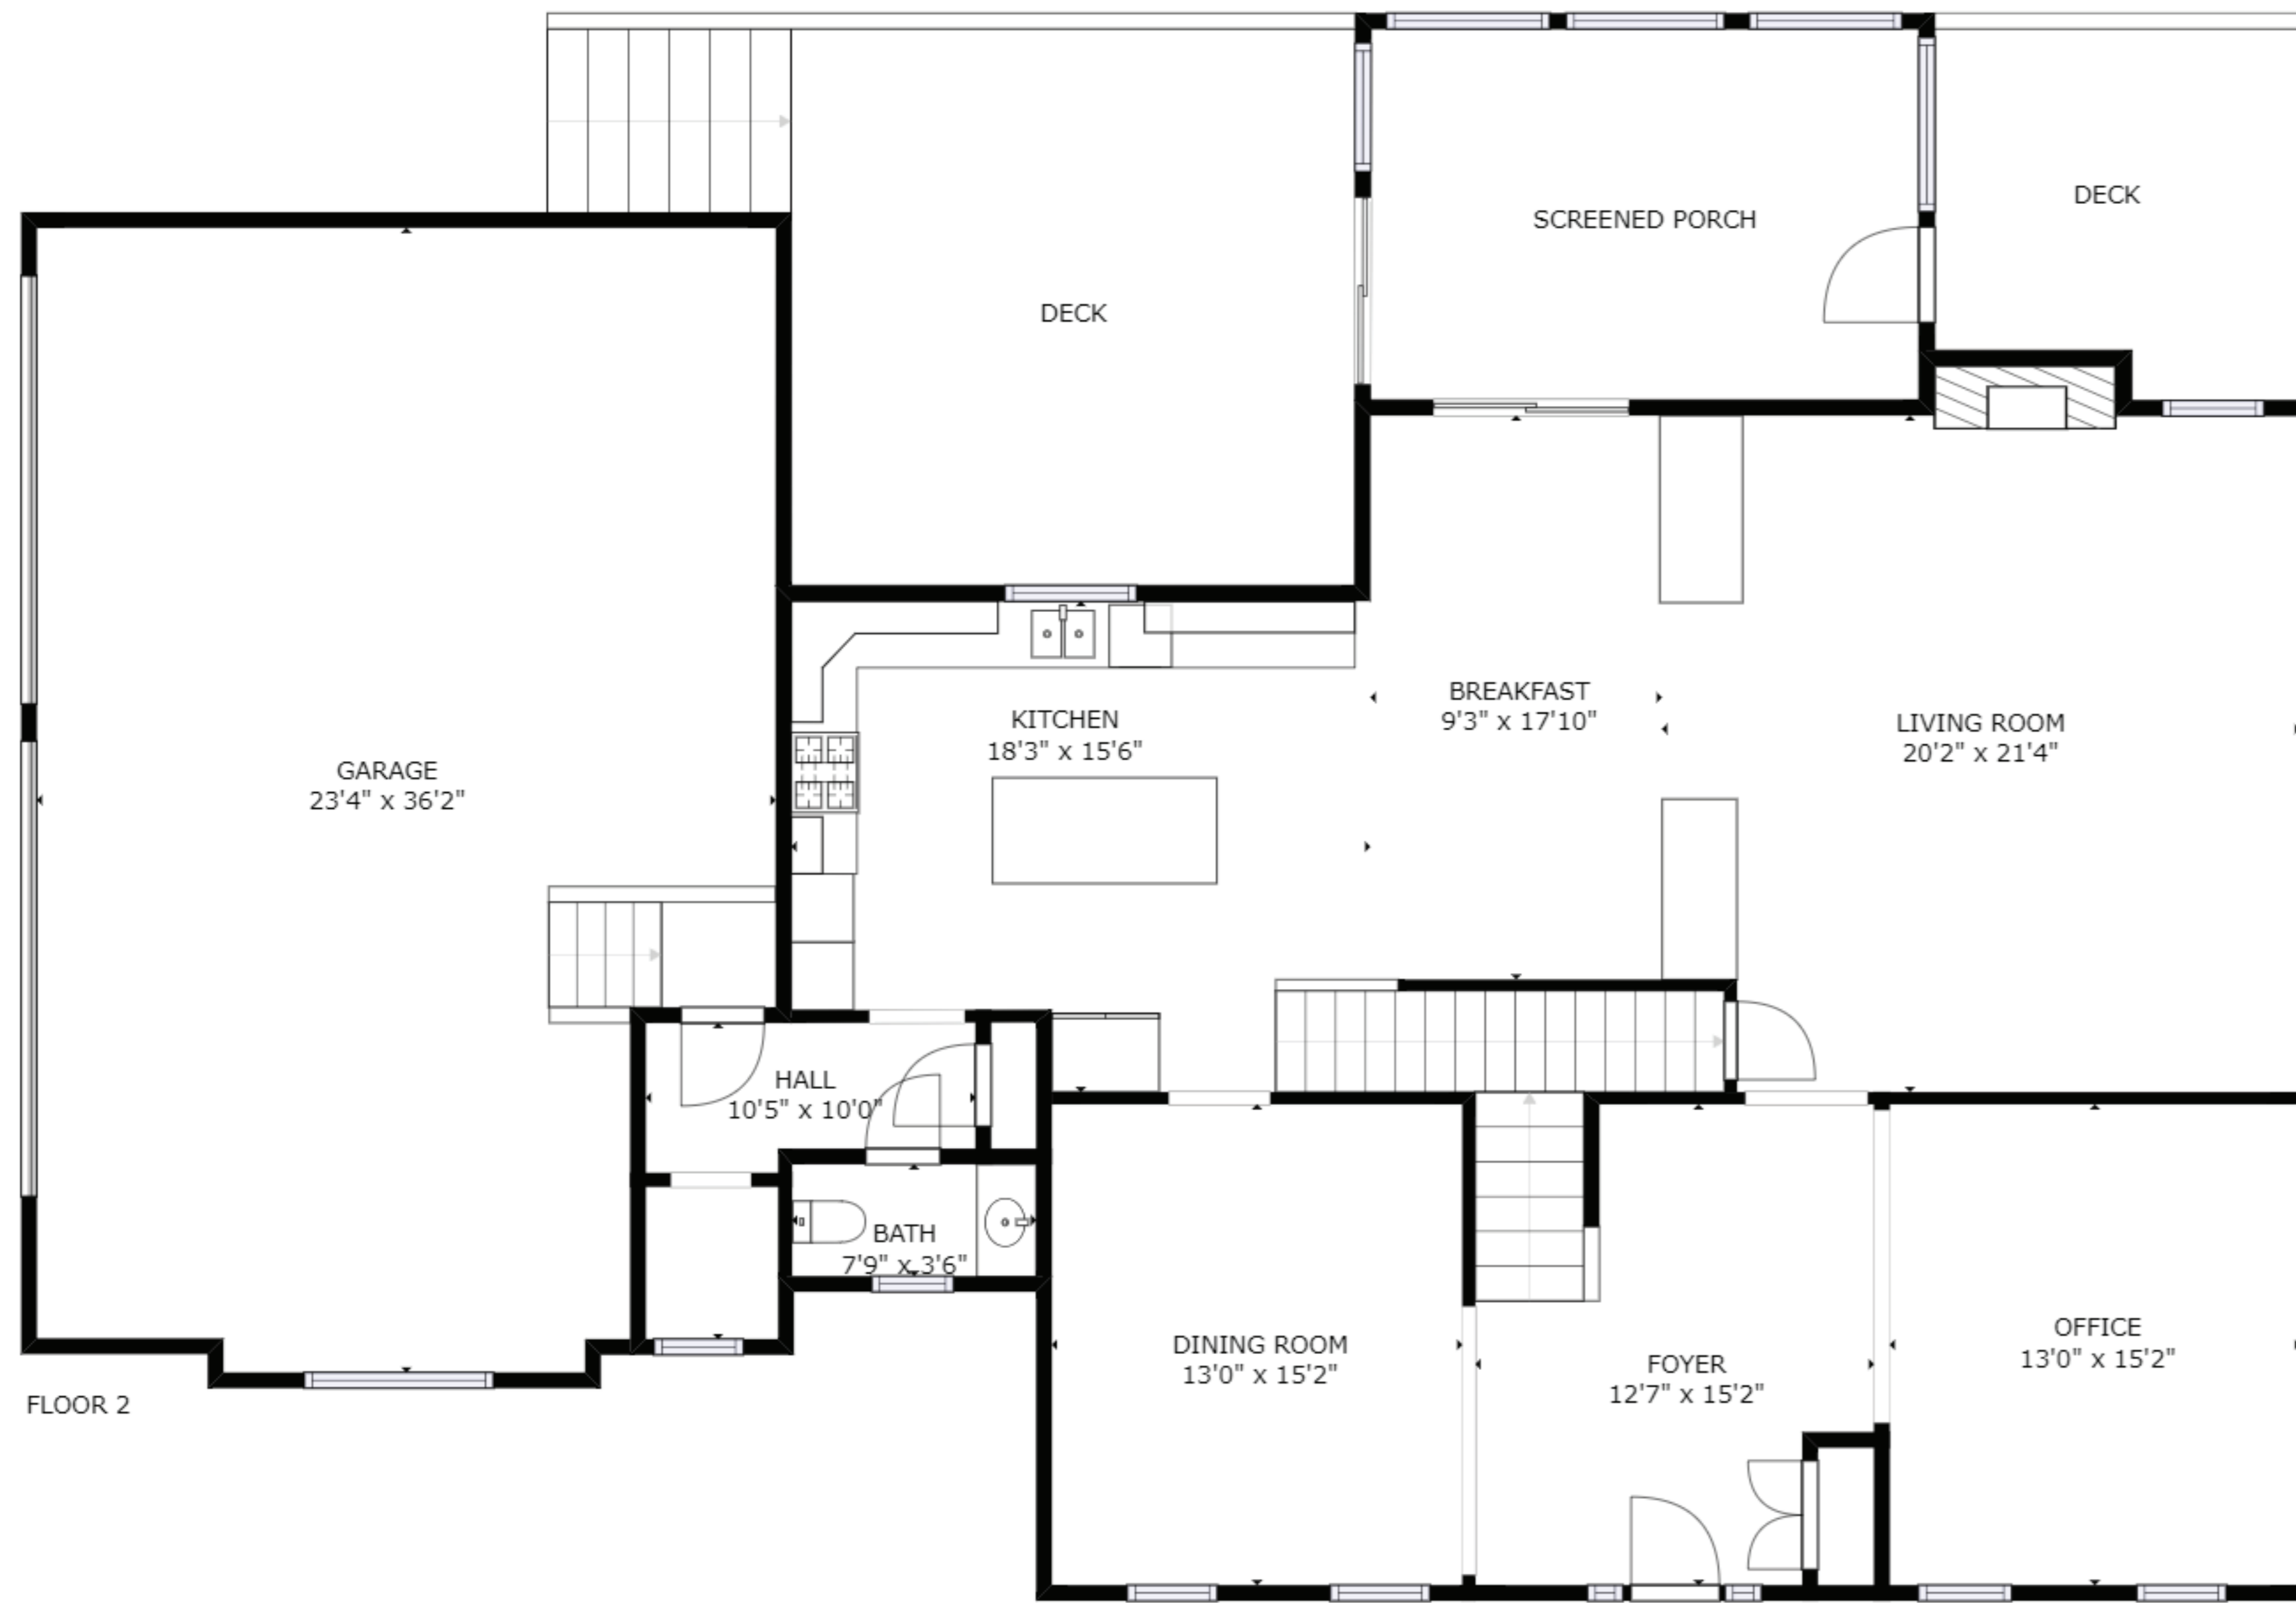 DECK
SCREENED PORCH
DECK
KITCHEN
18'3" x 15'6"
BREAKFAST
9'3" x 17'10"
LIVING ROOM
20'2" x 21'4"
GARAGE
23'4" x 36'2"
HALL
10'5" x 10'0"
BATH
7'9" x 3'6"
DINING ROOM
13'0" x 15'2"
FOYER
12'7" x 15'2"
OFFICE
13'0" x 15'2"
FLOOR 2